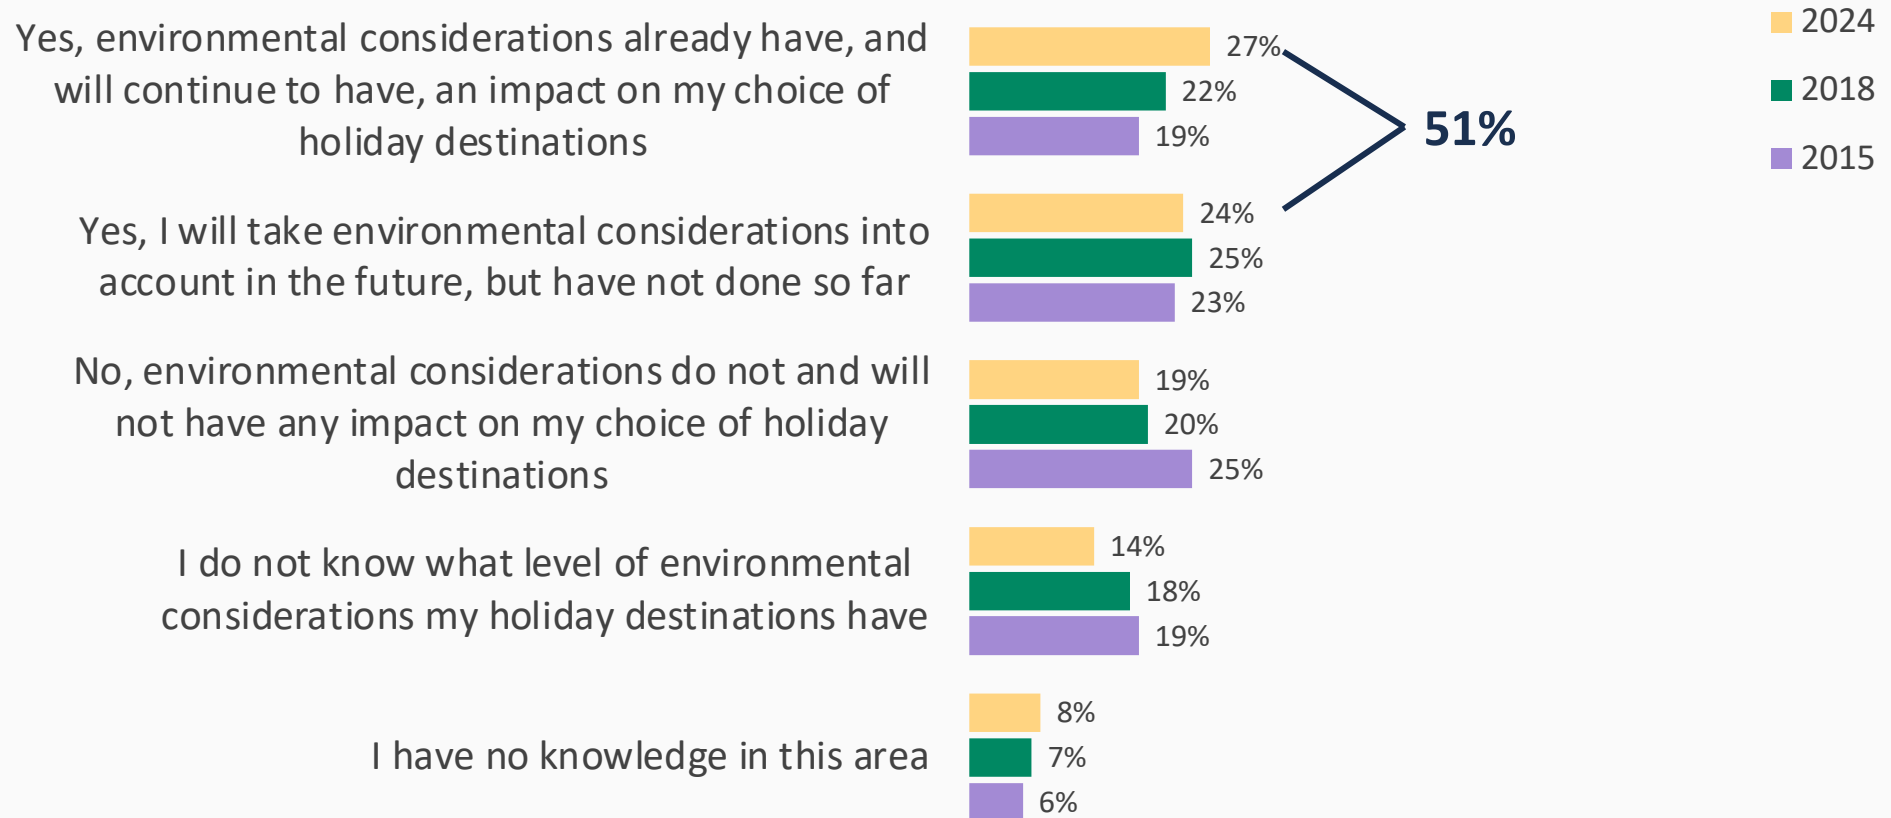 Yes, environmental considerations already have, and
will continue to have, an impact on my choice of
holiday destinations
27%
22%
19%
51%
Yes, I will take environmental considerations into
account in the future, but have not done so far
24%
25%
23%
No, environmental considerations do not and will
not have any impact on my choice of holiday
destinations
19%
20%
25%
I do not know what level of environmental
considerations my holiday destinations have
14%
18%
19%
I have no knowledge in this area
8%
7%
6%
2024
2018
2015